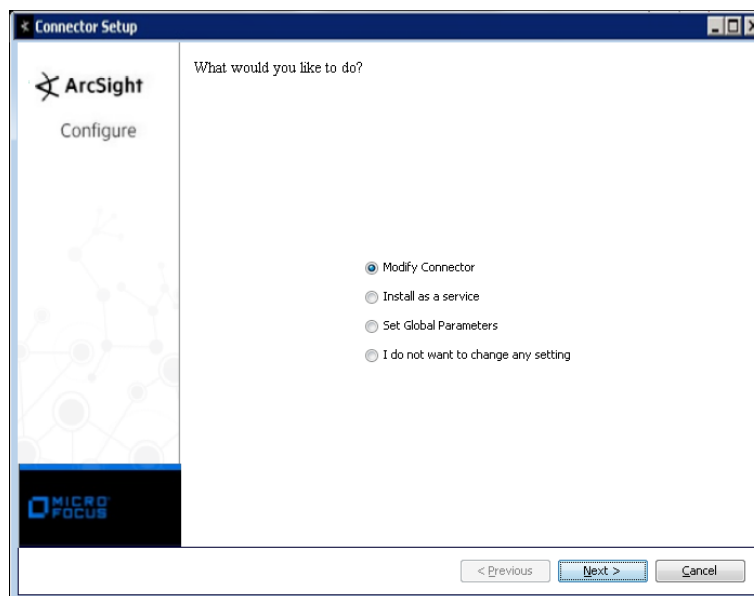 Connector Setup
ArcSight
Configure
What would you like to do?
Modify Connector
Install as a service
Set Global Parameters
I do not want to change any setting
MICRO
FOCUS
< Previous
Next >
Cancel